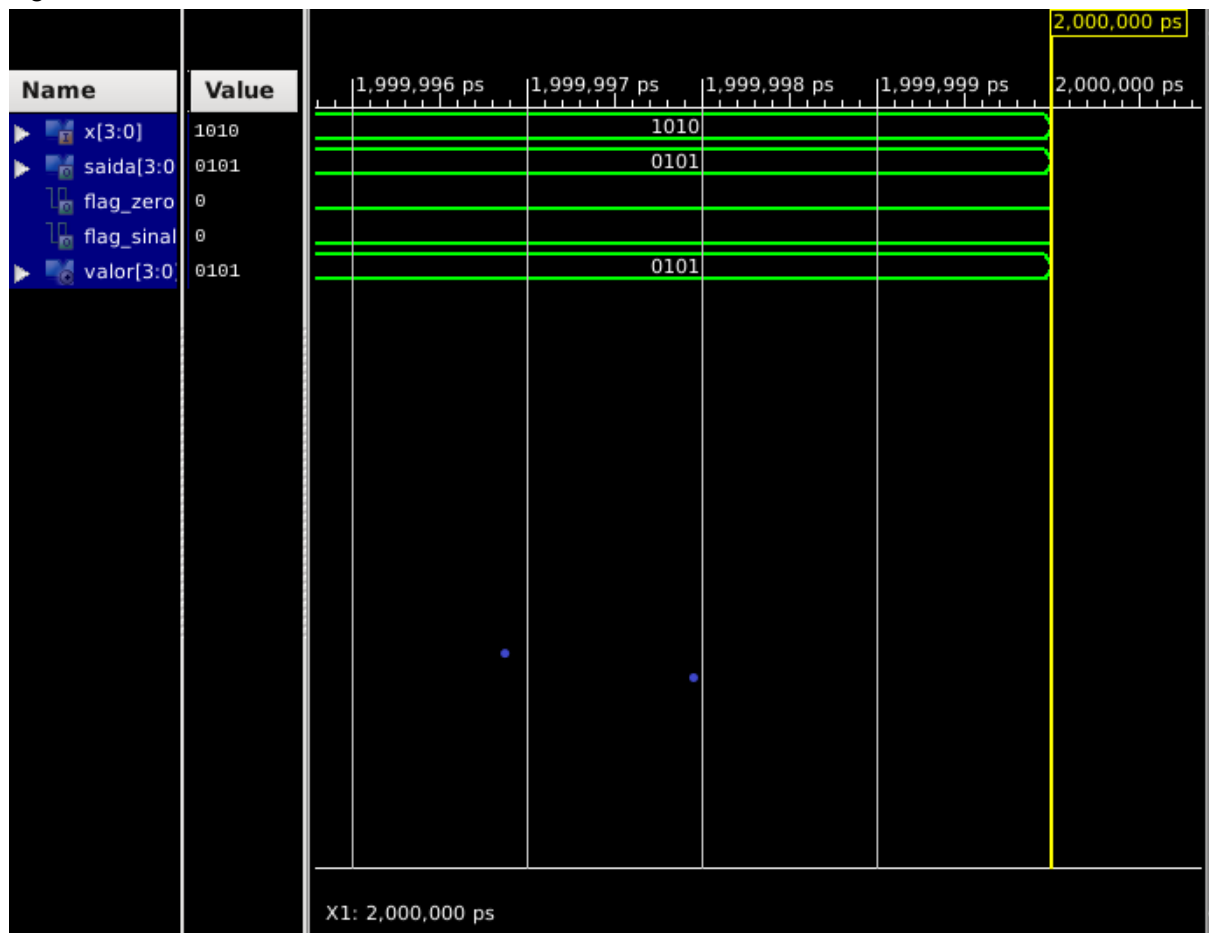 2,000,000 ps
Name Value 1,999,996 ps 1,999,997 ps 1,999,998 ps 1,999,999 ps 2,000,000 ps
x[3:0] 1010 1010
saida[3:0 0101 0101
flag_zero 0
flag_sinal 0
valor[3:0] 0101 0101
X1: 2,000,000 ps